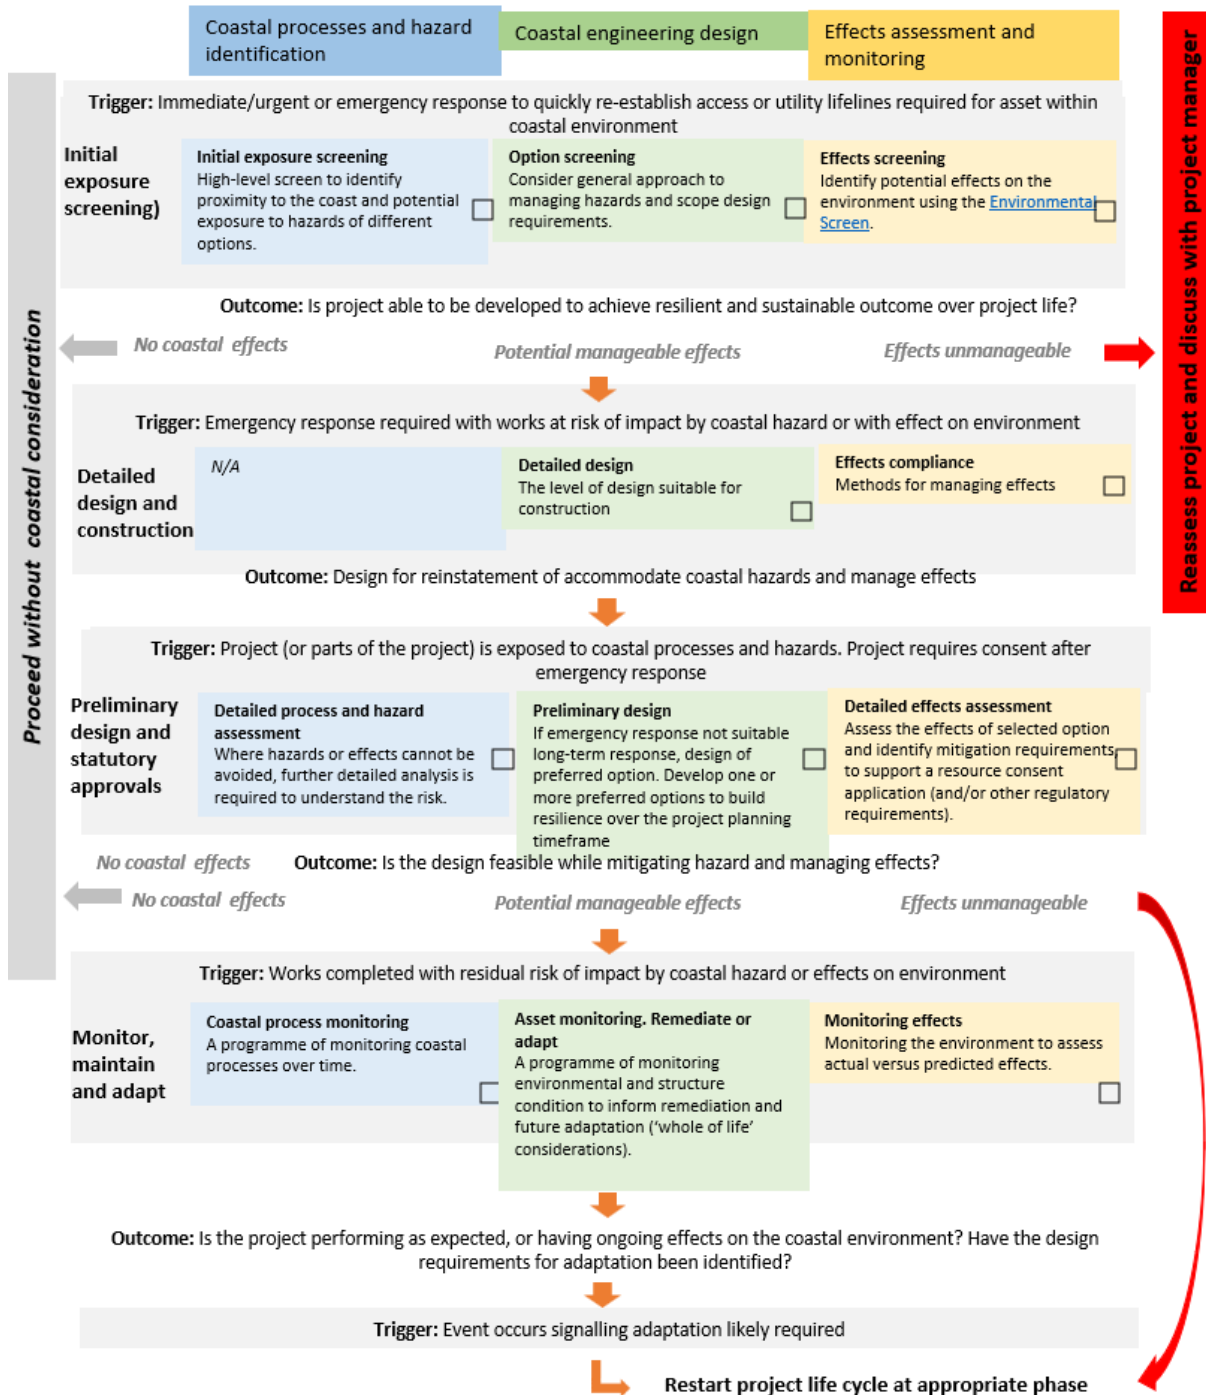 Coastal processes and hazard
identification
Coastal engineering design
Effects assessment and
monitoring
Reassess project and discuss with project manager
Proceed without coastal consideration
Trigger: Immediate/urgent or emergency response to quickly re-establish access or utility lifelines required for asset within
coastal environment
Initial
exposure
screening)
Initial exposure screening
High-level screen to identify
proximity to the coast and potential
exposure to hazards of different
options.
Option screening
Consider general approach to
managing hazards and scope design
requirements.
Effects screening
Identify potential effects on the
environment using the Environmental
Screen.
Outcome: Is project able to be developed to achieve resilient and sustainable outcome over project life?
No coastal effects
Potential manageable effects
Effects unmanageable
Trigger: Emergency response required with works at risk of impact by coastal hazard or with effect on environment
Detailed
design and
construction
N/A
Detailed design
The level of design suitable for
construction
Effects compliance
Methods for managing effects
Outcome: Design for reinstatement of accommodate coastal hazards and manage effects
Trigger: Project (or parts of the project) is exposed to coastal processes and hazards. Project requires consent after
emergency response
Preliminary
design and
statutory
approvals
Detailed process and hazard
assessment
Where hazards or effects cannot be
avoided, further detailed analysis is
required to understand the risk.
Preliminary design
If emergency response not suitable
long-term response, design of
preferred option. Develop one or
more preferred options to build
resilience over the project planning
timeframe
Detailed effects assessment
Assess the effects of selected option
and identify mitigation requirements
to support a resource consent
application (and/or other regulatory
requirements).
No coastal effects
Outcome: Is the design feasible while mitigating hazard and managing effects?
No coastal effects
Potential manageable effects
Effects unmanageable
Trigger: Works completed with residual risk of impact by coastal hazard or effects on environment
Monitor,
maintain
and adapt
Coastal process monitoring
A programme of monitoring coastal
processes over time.
Asset monitoring. Remediate or
adapt
A programme of monitoring
environmental and structure
condition to inform remediation and
future adaptation (‘whole of life’
considerations).
Monitoring effects
Monitoring the environment to assess
actual versus predicted effects.
Outcome: Is the project performing as expected, or having ongoing effects on the coastal environment? Have the design
requirements for adaptation been identified?
Trigger: Event occurs signalling adaptation likely required
Restart project life cycle at appropriate phase